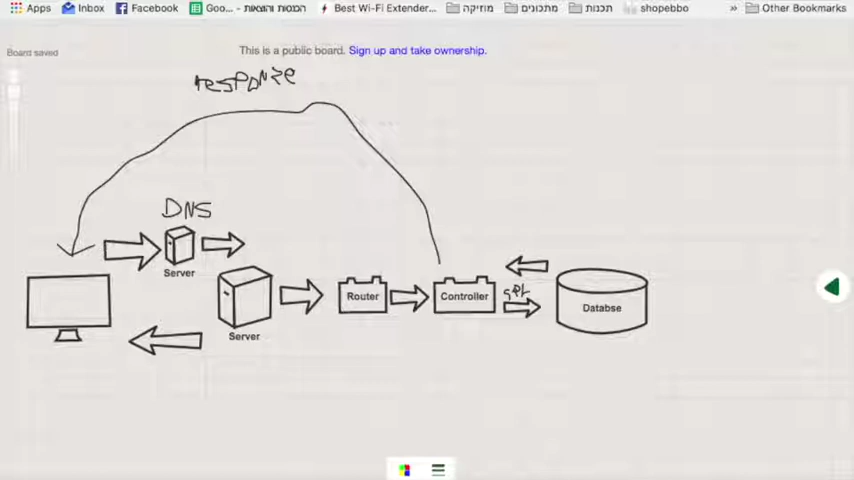 Apps Inbox Facebook Goo... הכנסות והוצאות Best Wi-Fi Extender... מוזיקה מתכונים תכנות shopebbo » Other Bookmarks
Board saved
This is a public board. Sign up and take ownership.
responze
DNS
Server
Router
Controller
SQL
Databse
Server